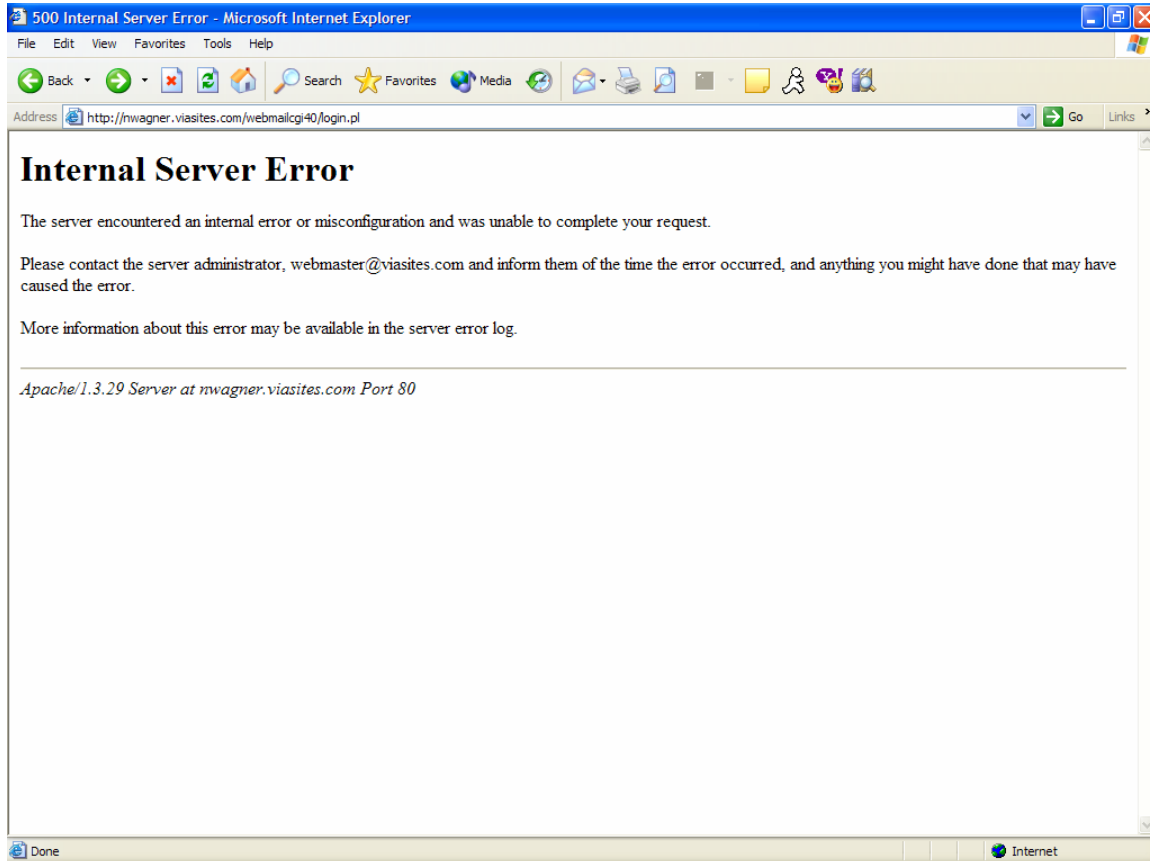 500 Internal Server Error - Microsoft Internet Explorer
File Edit View Favorites Tools Help
Back Search Favorites Media
Address http://nwagner.viasites.com/webmailcgi40/login.pl Go Links »
Internal Server Error
The server encountered an internal error or misconfiguration and was unable to complete your request.
Please contact the server administrator, webmaster@viasites.com and inform them of the time the error occurred, and anything you might have done that may have
caused the error.
More information about this error may be available in the server error log.
Apache/1.3.29 Server at nwagner.viasites.com Port 80
Done Internet